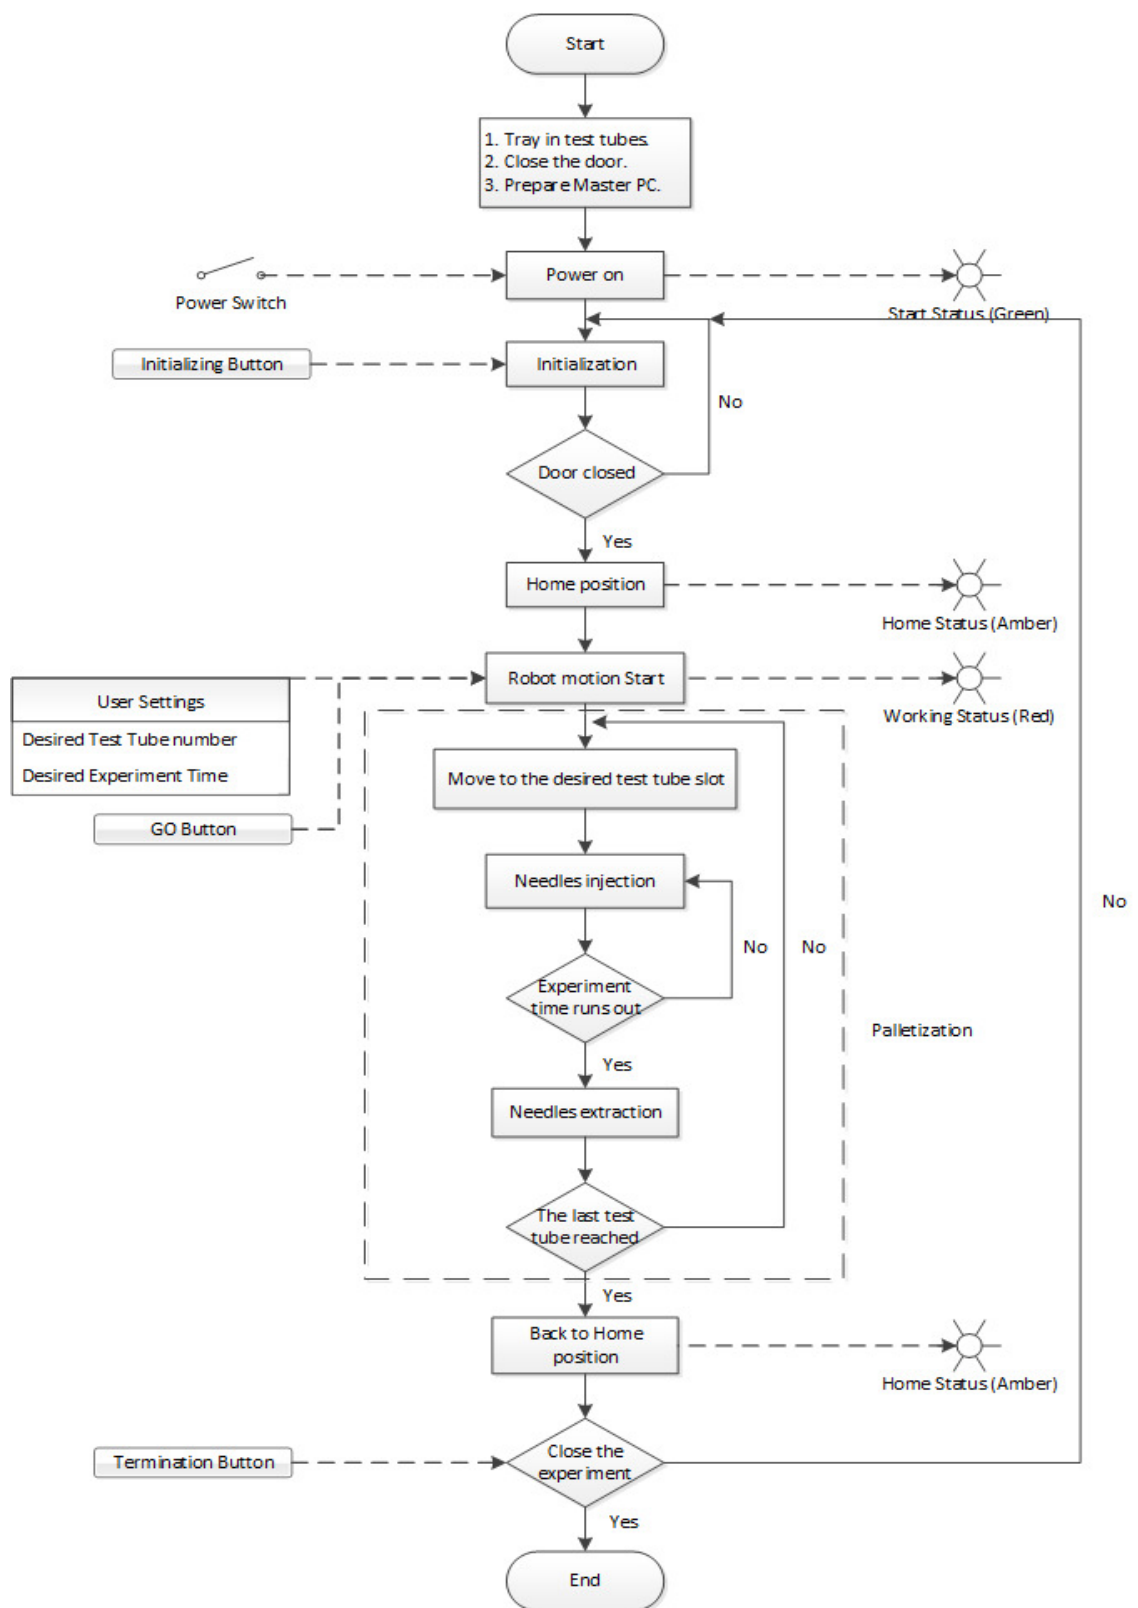 Start
1. Tray in test tubes.
2. Close the door.
3. Prepare Master PC.
Power on
Power Switch
Start Status (Green)
Initializing Button
Initialization
No
Door closed
Yes
Home position
Home Status (Amber)
Robot motion Start
Working Status (Red)
User Settings
Desired Test Tube number
Desired Experiment Time
GO Button
Move to the desired test tube slot
Needles injection
No
No
No
Experiment
time runs out
Palletization
Yes
Needles extraction
The last test
tube reached
Yes
Back to Home
position
Home Status (Amber)
Termination Button
Close the
experiment
Yes
End